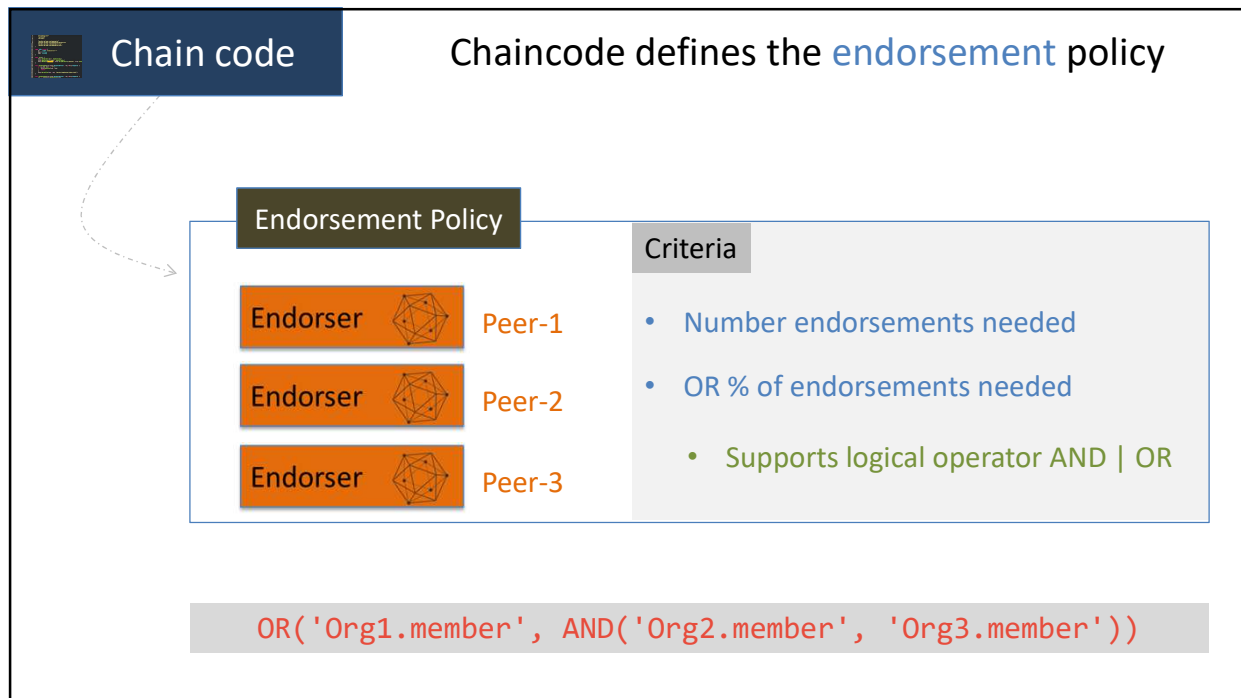 Chain code
Chaincode defines the endorsement policy
Endorsement Policy
Criteria
Endorser
Peer-1
Endorser
Peer-2
Endorser
Peer-3
• Number endorsements needed
• OR % of endorsements needed
• Supports logical operator AND | OR
OR('Org1.member', AND('Org2.member', 'Org3.member'))